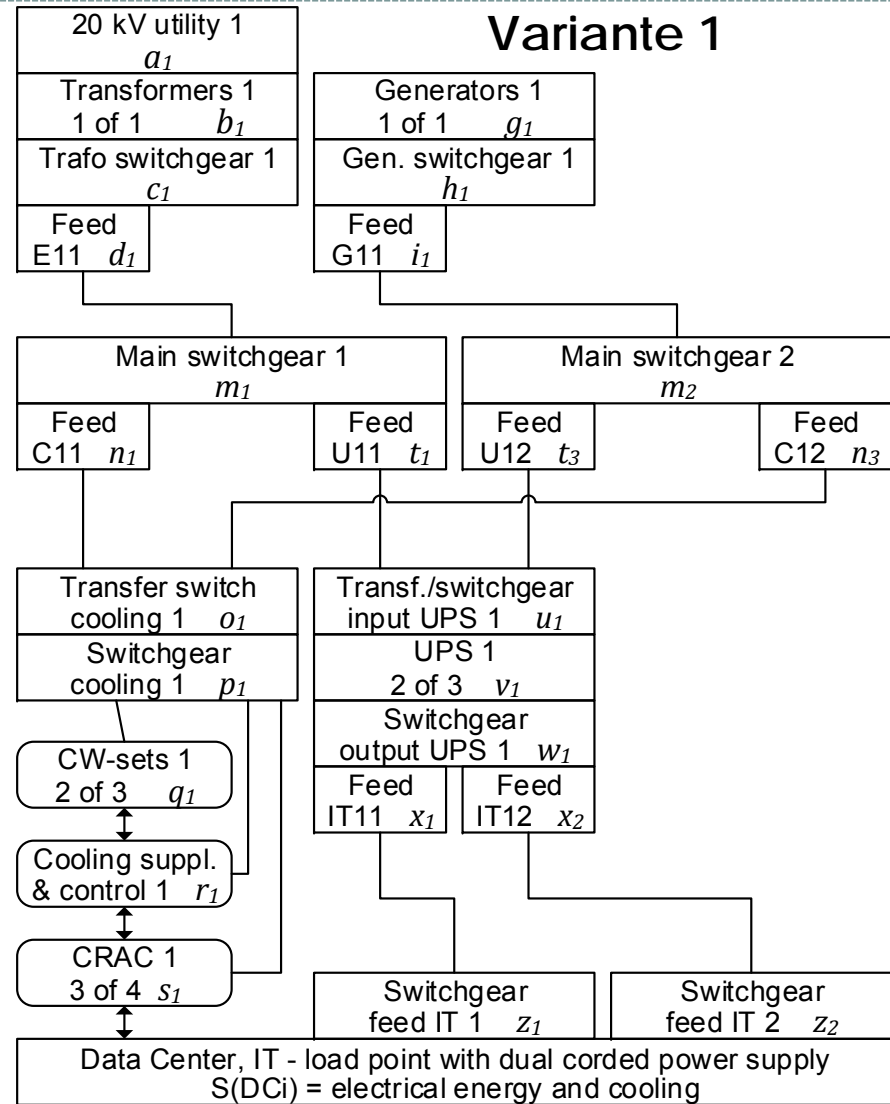 Variante 1
20 kV utility 1
a1
Transformers 1
1 of 1 b1
Trafo switchgear 1
c1
Feed
E11 d1
Generators 1
1 of 1 g1
Gen. switchgear 1
h1
Feed
G11 i1
Main switchgear 1
m1
Feed
C11 n1
Feed
U11 t1
Main switchgear 2
m2
Feed
U12 t3
Feed
C12 n3
Transfer switch
cooling 1 o1
Switchgear
cooling 1 p1
CW-sets 1
2 of 3 q1
Cooling suppl.
& control 1 r1
CRAC 1
3 of 4 s1
Transf./switchgear
input UPS 1 u1
UPS 1
2 of 3 v1
Switchgear
output UPS 1 w1
Feed
IT11 x1
Feed
IT12 x2
Switchgear
feed IT 1 z1
Switchgear
feed IT 2 z2
Data Center, IT - load point with dual corded power supply
S(DCi) = electrical energy and cooling